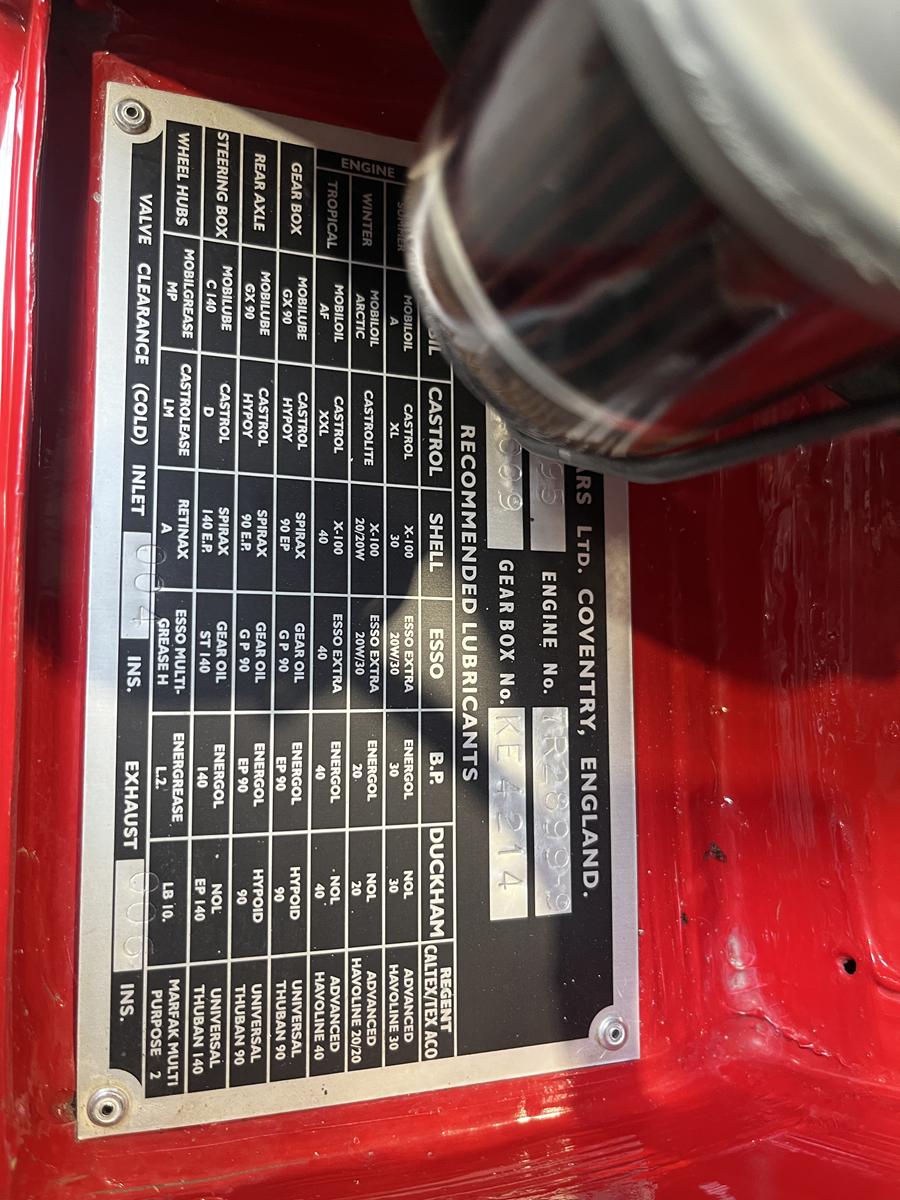 LTD. COVENTRY, ENGLAND.
ENGINE No.
GEARBOX No. KE4214
RECOMMENDED LUBRICANTS
CASTROL SHELL ESSO B.P. DUCKHAM REGENT CALTEX/TEXACO
ENGINE SUMMER MOBILOIL A CASTROL XL X-100 30 ESSO EXTRA 20W/30 ENERGOL 30 NOL 30 ADVANCED HAVOLINE 30
WINTER MOBILOIL ARCTIC CASTROLITE X-100 20/20W ESSO EXTRA 20W/30 ENERGOL 20 NOL 20 ADVANCED HAVOLINE 20/20
TROPICAL MOBILOIL AF CASTROL XXL X-100 40 ESSO EXTRA 40 ENERGOL 40 NOL 40 ADVANCED HAVOLINE 40
GEAR BOX MOBILUBE GX 90 CASTROL HYPOY SPIRAX 90 EP GEAR OIL G P 90 ENERGOL EP 90 HYPOID 90 UNIVERSAL THUBAN 90
REAR AXLE MOBILUBE GX 90 CASTROL HYPOY SPIRAX 90 E.P. GEAR OIL G P 90 ENERGOL EP 90 HYPOID 90 UNIVERSAL THUBAN 90
STEERING BOX MOBILUBE C 140 CASTROL D SPIRAX 140 E.P. GEAR OIL ST 140 ENERGOL 140 NOL EP 140 UNIVERSAL THUBAN 140
WHEEL HUBS MOBILGREASE MP CASTROLEASE LM RETINAX A ESSO MULTI-GREASE H ENERGREASE L.2. LB 10. MARFAK MULTI PURPOSE 2
VALVE CLEARANCE (COLD) INLET 004 INS. EXHAUST 006 INS.